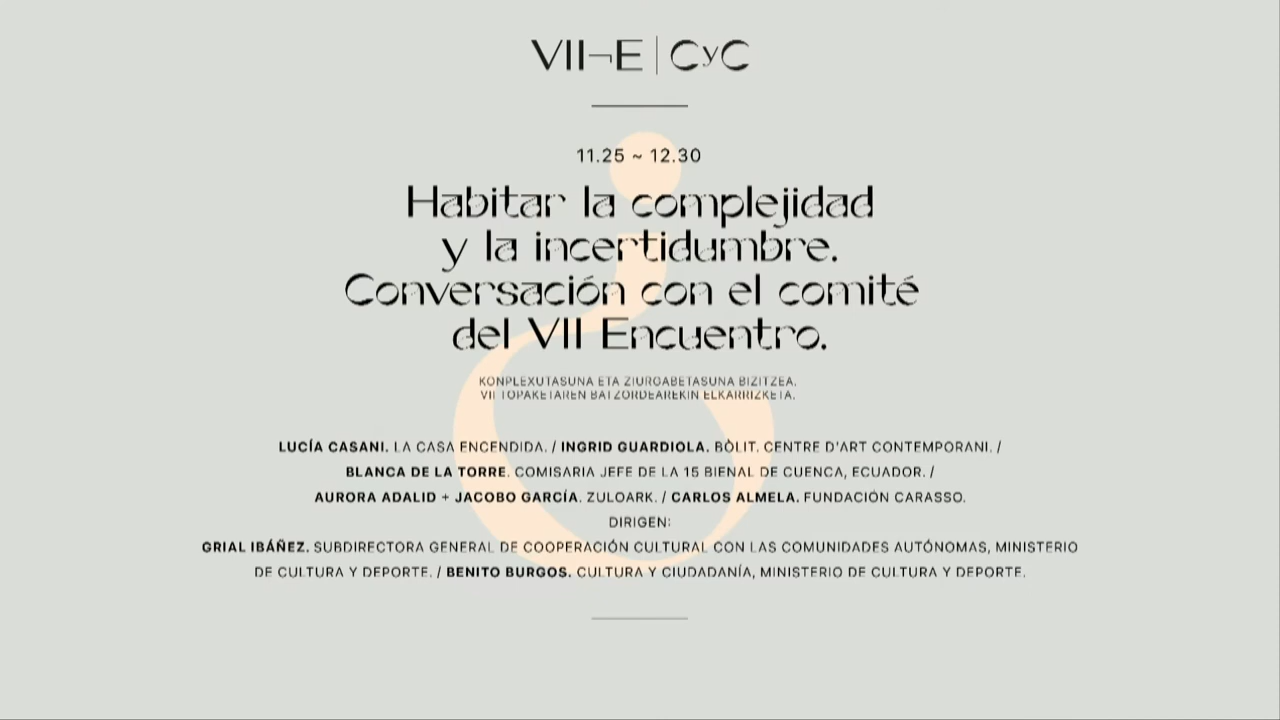 VII¬E | CyC
11.25 ~ 12.30
Habitar la complejidad
y la incertidumbre.
Conversación con el comité
del VII Encuentro.
KONPLEXUTASUNA ETA ZIURGABETASUNA BIZITZEA.
VII TOPAKETAREN BATZORDEAREKIN ELKARRIZKETA.
LUCÍA CASANI. LA CASA ENCENDIDA. / INGRID GUARDIOLA. BÒLIT. CENTRE D'ART CONTEMPORANI. /
BLANCA DE LA TORRE. COMISARIA JEFE DE LA 15 BIENAL DE CUENCA, ECUADOR. /
AURORA ADALID + JACOBO GARCÍA. ZULOARK. / CARLOS ALMELA. FUNDACIÓN CARASSO.
DIRIGEN:
GRIAL IBÁÑEZ. SUBDIRECTORA GENERAL DE COOPERACIÓN CULTURAL CON LAS COMUNIDADES AUTÓNOMAS, MINISTERIO
DE CULTURA Y DEPORTE. / BENITO BURGOS. CULTURA Y CIUDADANÍA, MINISTERIO DE CULTURA Y DEPORTE.